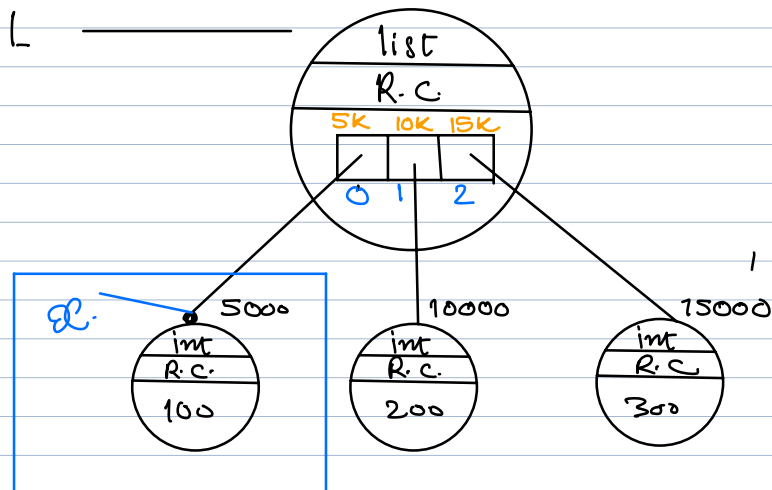 L
list
R.C.
5K 10K 15K
0 1 2
5000 10000 15000
int int int
R.C. R.C. R.C
100 200 300